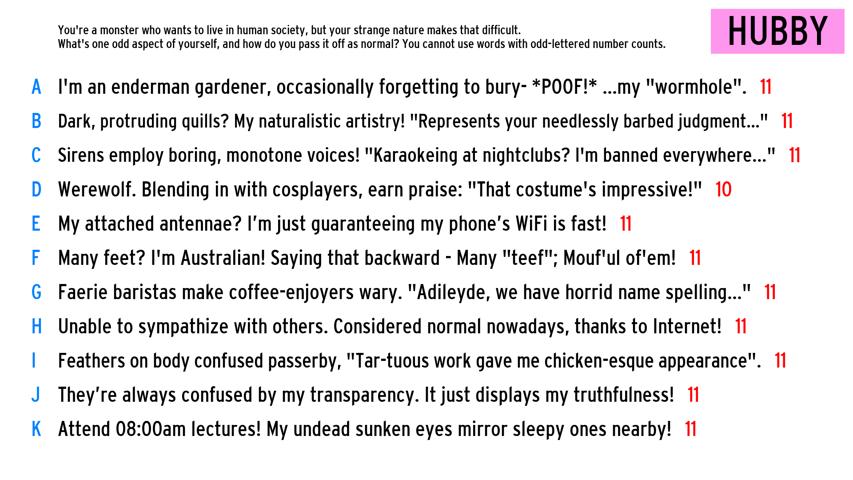 You're a monster who wants to live in human society, but your strange nature makes that difficult.
What's one odd aspect of yourself, and how do you pass it off as normal? You cannot use words with odd-lettered number counts.
HUBBY
A I'm an enderman gardener, occasionally forgetting to bury- *POOF!* ...my "wormhole". 11
B Dark, protruding quills? My naturalistic artistry! "Represents your needlessly barbed judgment..." 11
C Sirens employ boring, monotone voices! "Karaokeing at nightclubs? I'm banned everywhere..." 11
D Werewolf. Blending in with cosplayers, earn praise: "That costume's impressive!" 10
E My attached antennae? I'm just guaranteeing my phone's WiFi is fast! 11
F Many feet? I'm Australian! Saying that backward - Many "teef"; Mouf'ul of'em! 11
G Faerie baristas make coffee-enjoyers wary. "Adileyde, we have horrid name spelling..." 11
H Unable to sympathize with others. Considered normal nowadays, thanks to Internet! 11
I Feathers on body confused passerby, "Tar-tuous work gave me chicken-esque appearance". 11
J They're always confused by my transparency. It just displays my truthfulness! 11
K Attend 08:00am lectures! My undead sunken eyes mirror sleepy ones nearby! 11